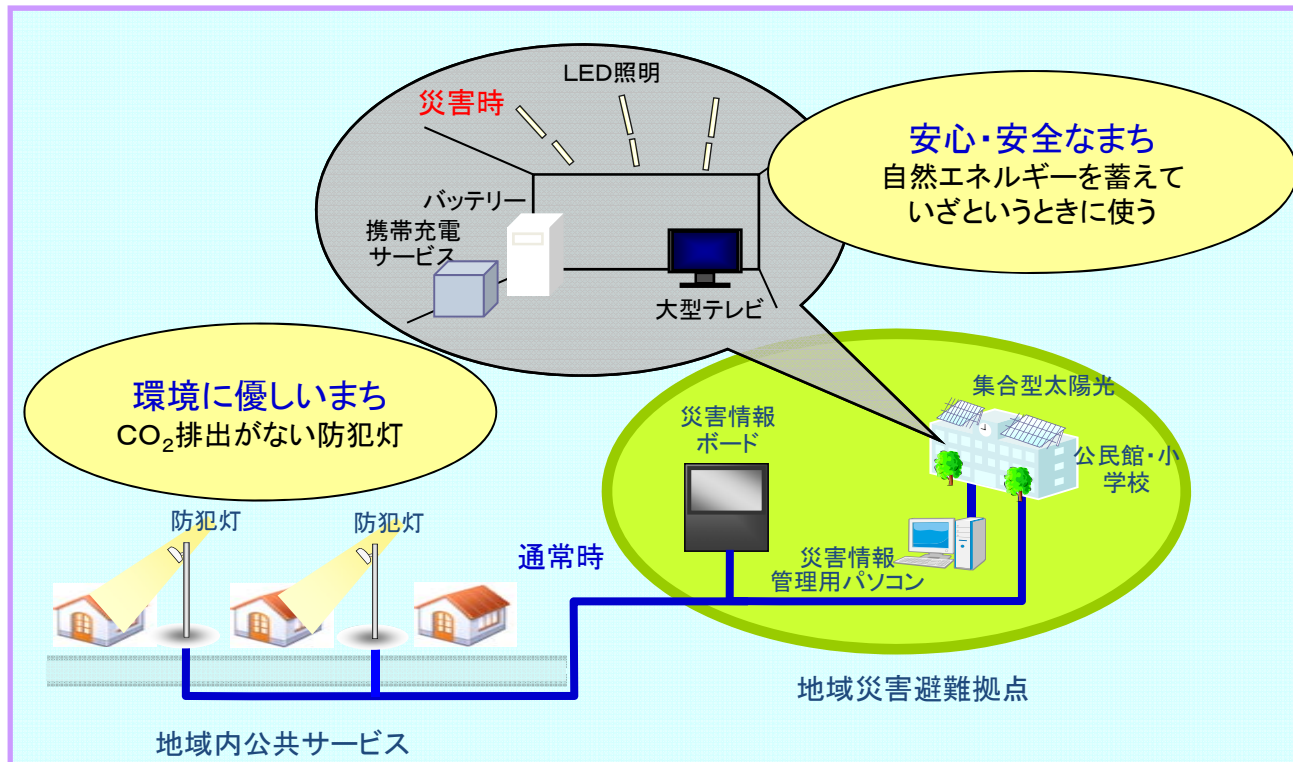 LED照明
災害時
安心・安全なまち
自然エネルギーを蓄えて
いざというときに使う
バッテリー
携帯充電
サービス
大型テレビ
環境に優しいまち
CO₂排出がない防犯灯
集合型太陽光
災害情報
ボード
公民館・小
学校
防犯灯
防犯灯
通常時
災害情報
管理用パソコン
地域災害避難拠点
地域内公共サービス